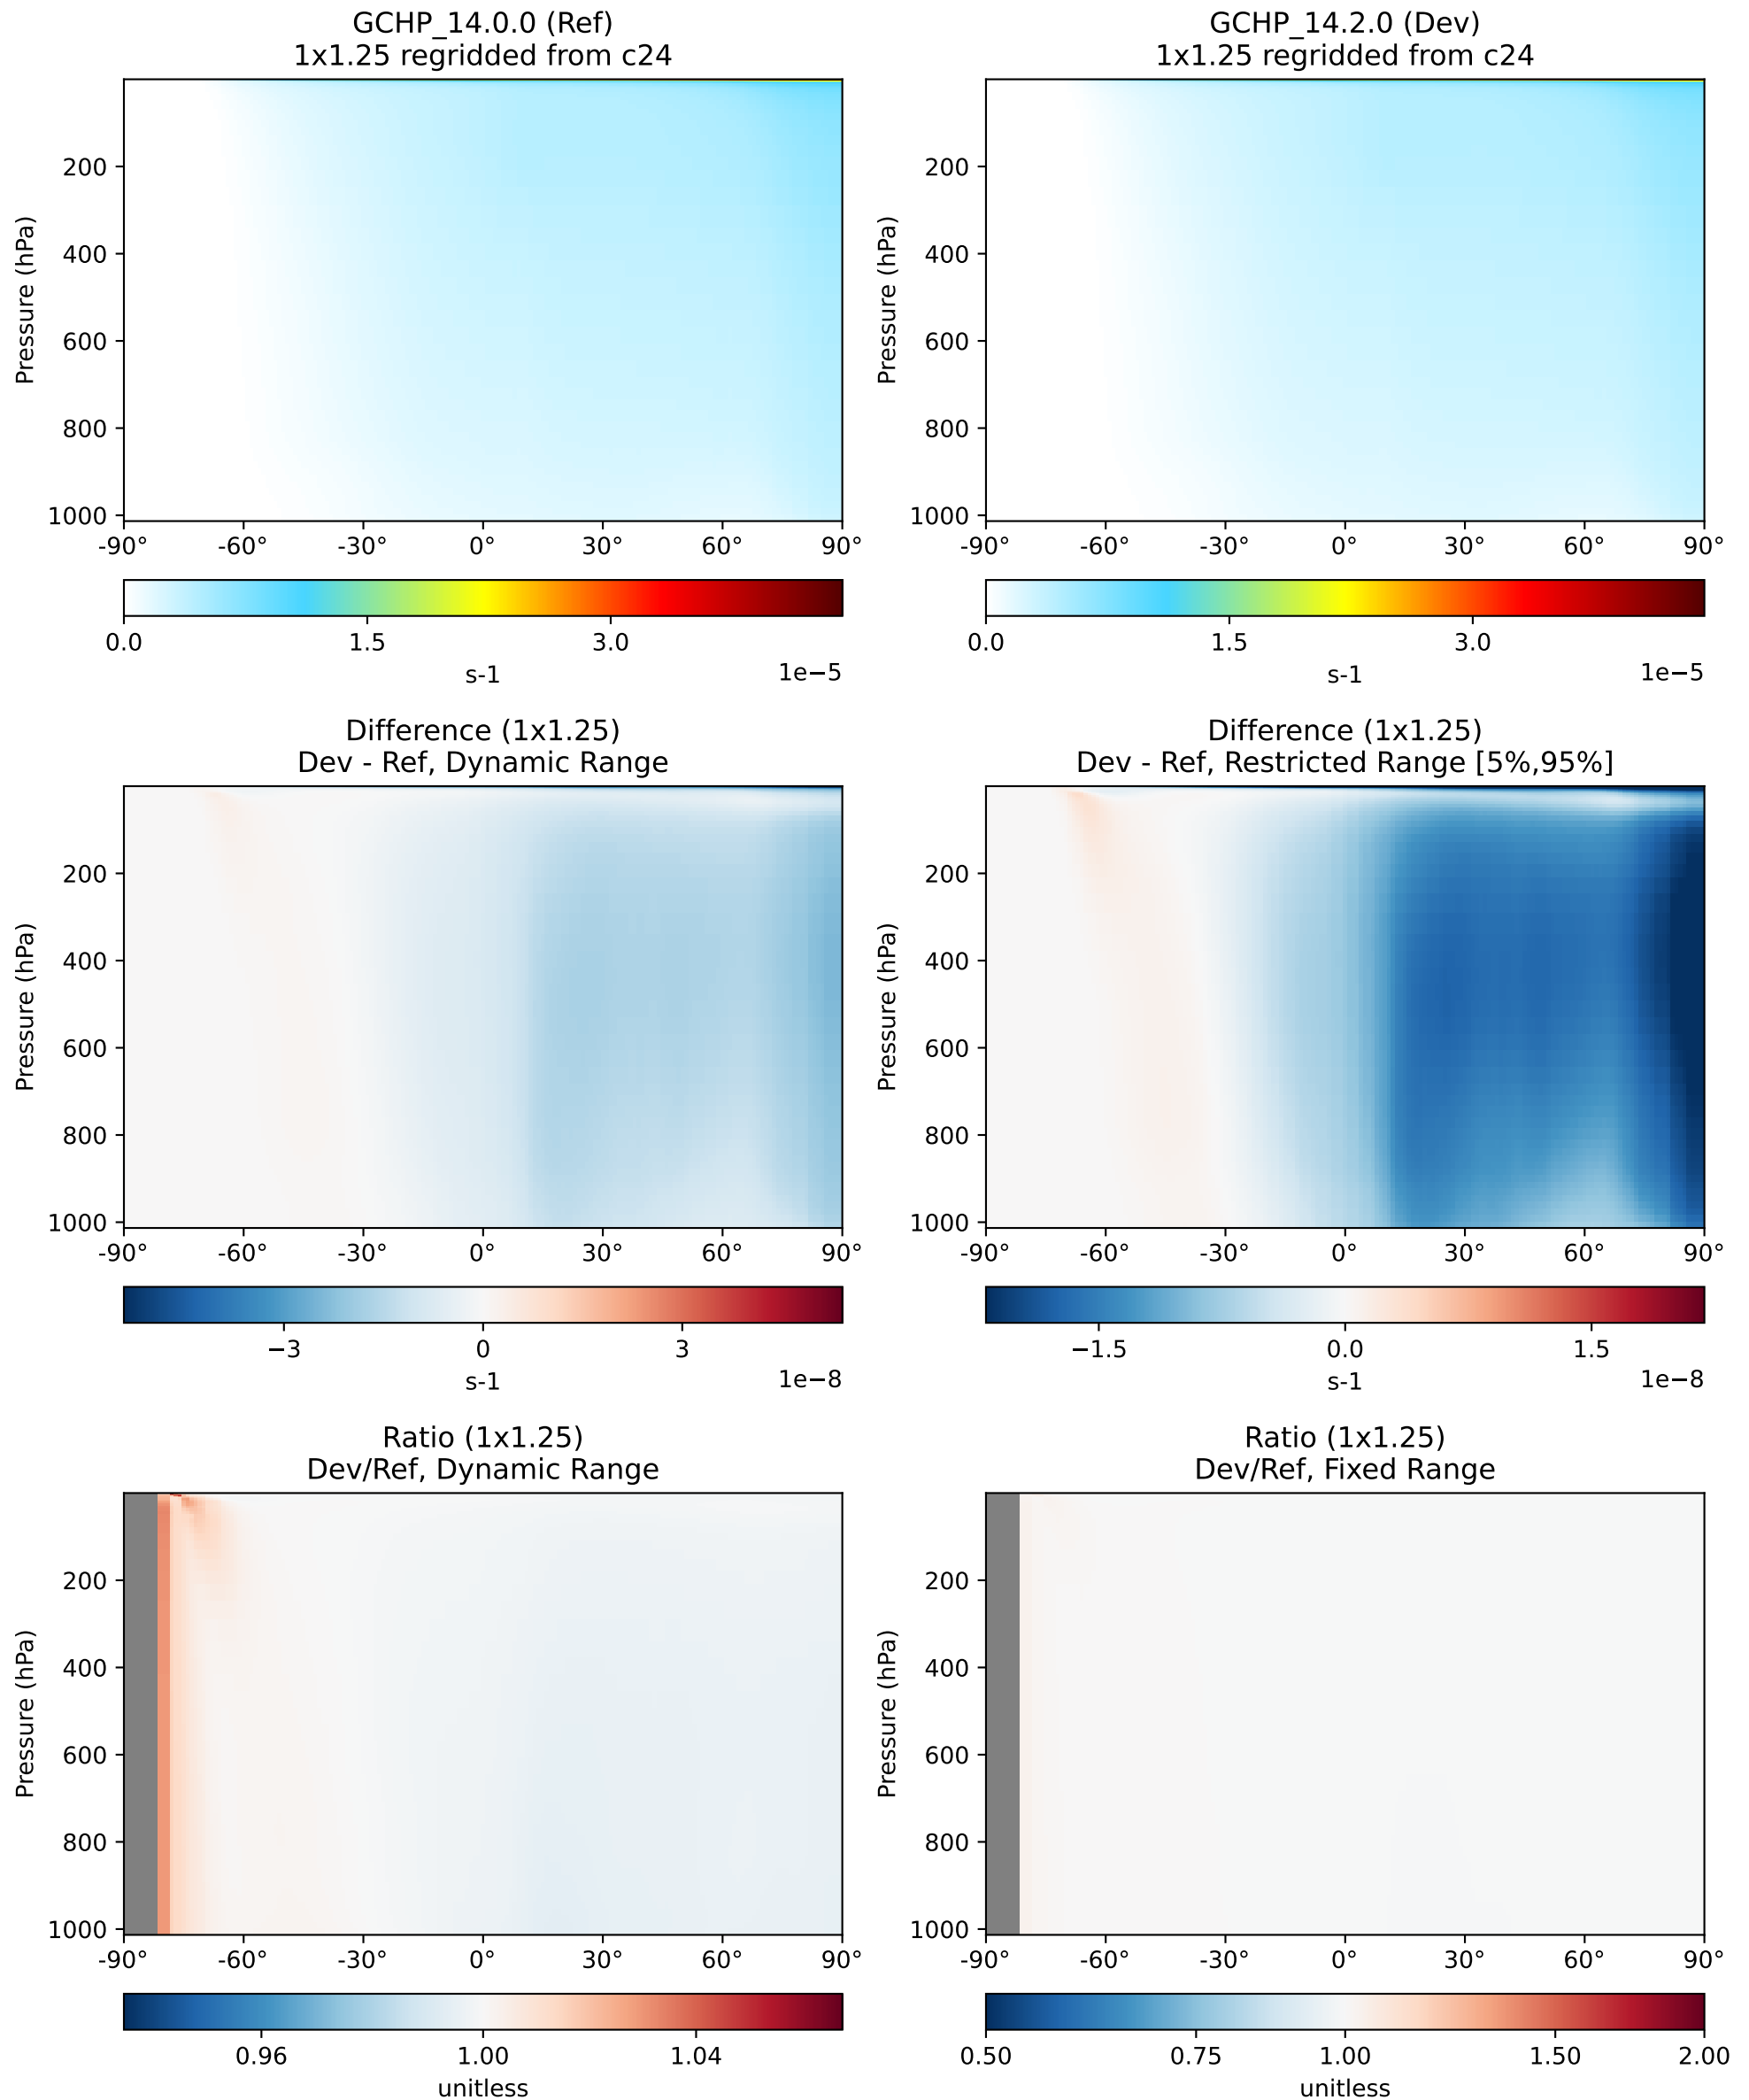 GCHP_14.0.0 (Ref)
1x1.25 regridded from c24
Pressure (hPa)
200
400
600
800
1000
-90° -60° -30° 0° 30° 60° 90°
0.0 1.5 3.0
s-1 1e−5
GCHP_14.2.0 (Dev)
1x1.25 regridded from c24
Pressure (hPa)
200
400
600
800
1000
-90° -60° -30° 0° 30° 60° 90°
0.0 1.5 3.0
s-1 1e−5
Difference (1x1.25)
Dev - Ref, Dynamic Range
Pressure (hPa)
200
400
600
800
1000
-90° -60° -30° 0° 30° 60° 90°
−3 0 3
s-1 1e−8
Difference (1x1.25)
Dev - Ref, Restricted Range [5%,95%]
Pressure (hPa)
200
400
600
800
1000
-90° -60° -30° 0° 30° 60° 90°
−1.5 0.0 1.5
s-1 1e−8
Ratio (1x1.25)
Dev/Ref, Dynamic Range
Pressure (hPa)
200
400
600
800
1000
-90° -60° -30° 0° 30° 60° 90°
0.96 1.00 1.04
unitless
Ratio (1x1.25)
Dev/Ref, Fixed Range
Pressure (hPa)
200
400
600
800
1000
-90° -60° -30° 0° 30° 60° 90°
0.50 0.75 1.00 1.50 2.00
unitless